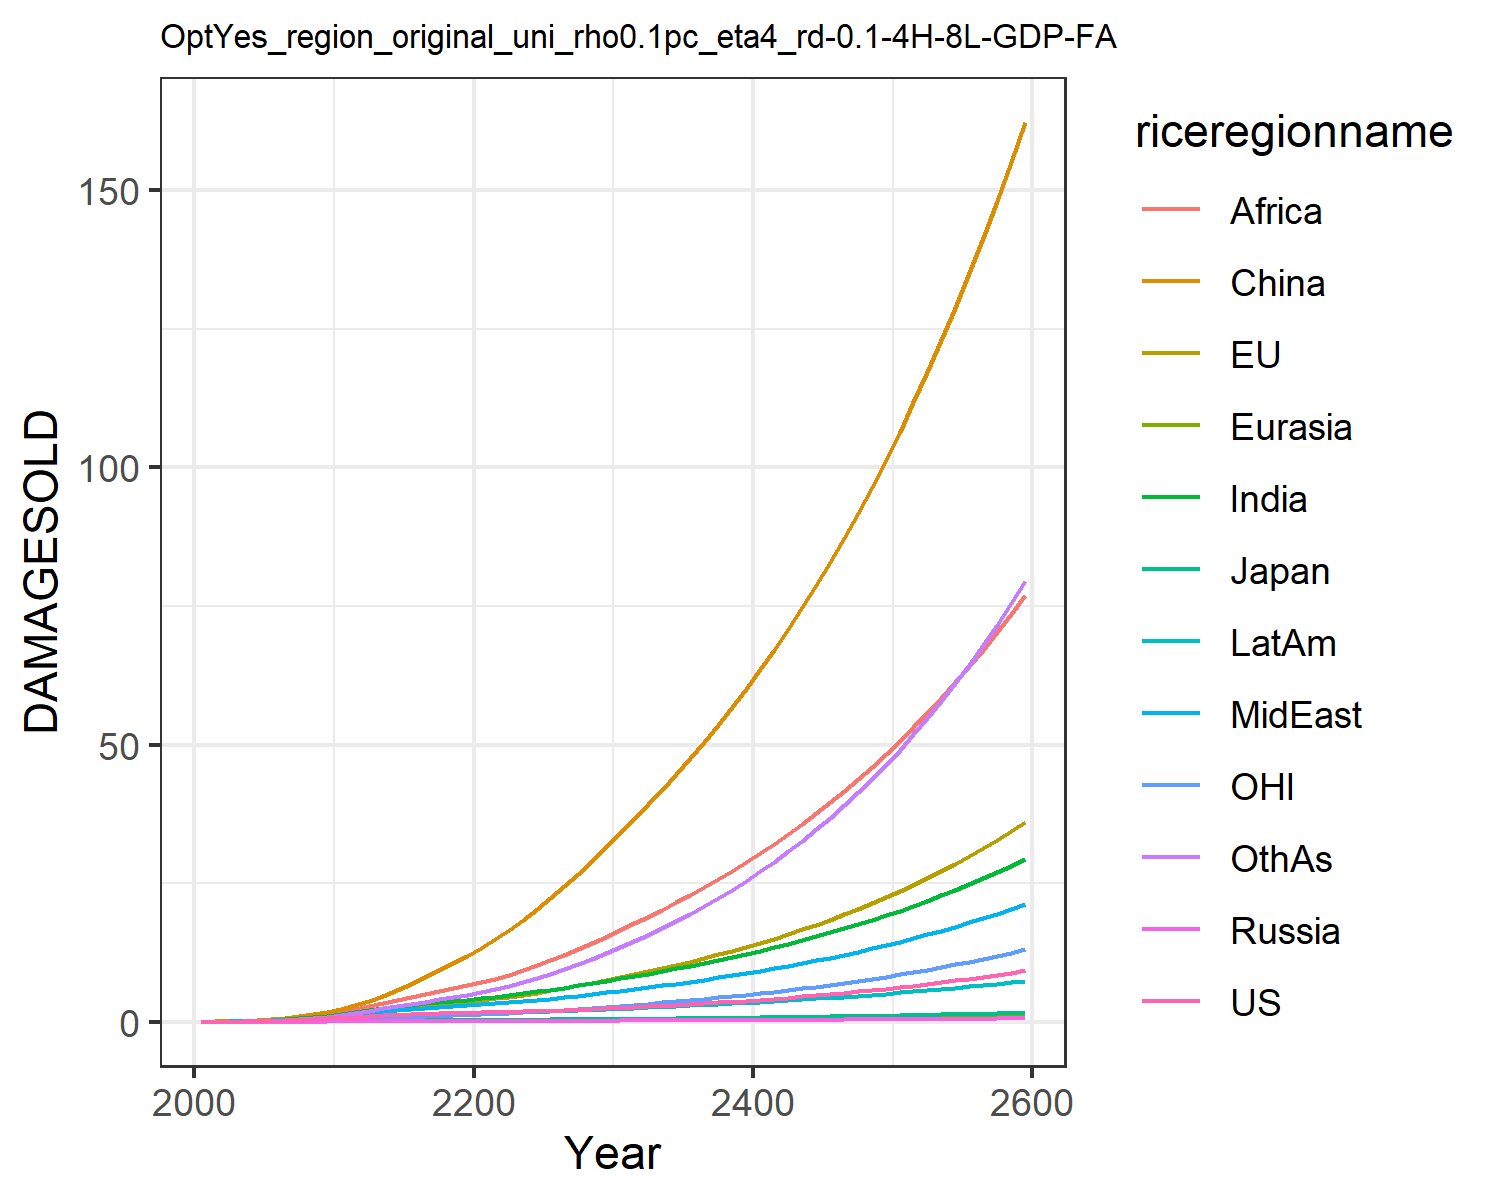 OptYes_region_original_uni_rho0.1pc_eta4_rd-0.1-4H-8L-GDP-FA
DAMAGESOLD
150
100
50
0
2000
2200
2400
2600
Year
riceregionname
Africa
China
EU
Eurasia
India
Japan
LatAm
MidEast
OHI
OthAs
Russia
US